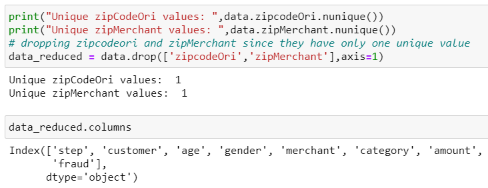 print("Unique zipCodeOri values: ",data.zipcodeOri.nunique())
print("Unique zipMerchant values: ",data.zipMerchant.nunique())
# dropping zipcodeori and zipMerchant since they have only one unique value
data_reduced = data.drop(['zipcodeOri','zipMerchant'],axis=1)
Unique zipCodeOri values:  1
Unique zipMerchant values:  1
data_reduced.columns
Index(['step', 'customer', 'age', 'gender', 'merchant', 'category', 'amount',
       'fraud'],
      dtype='object')